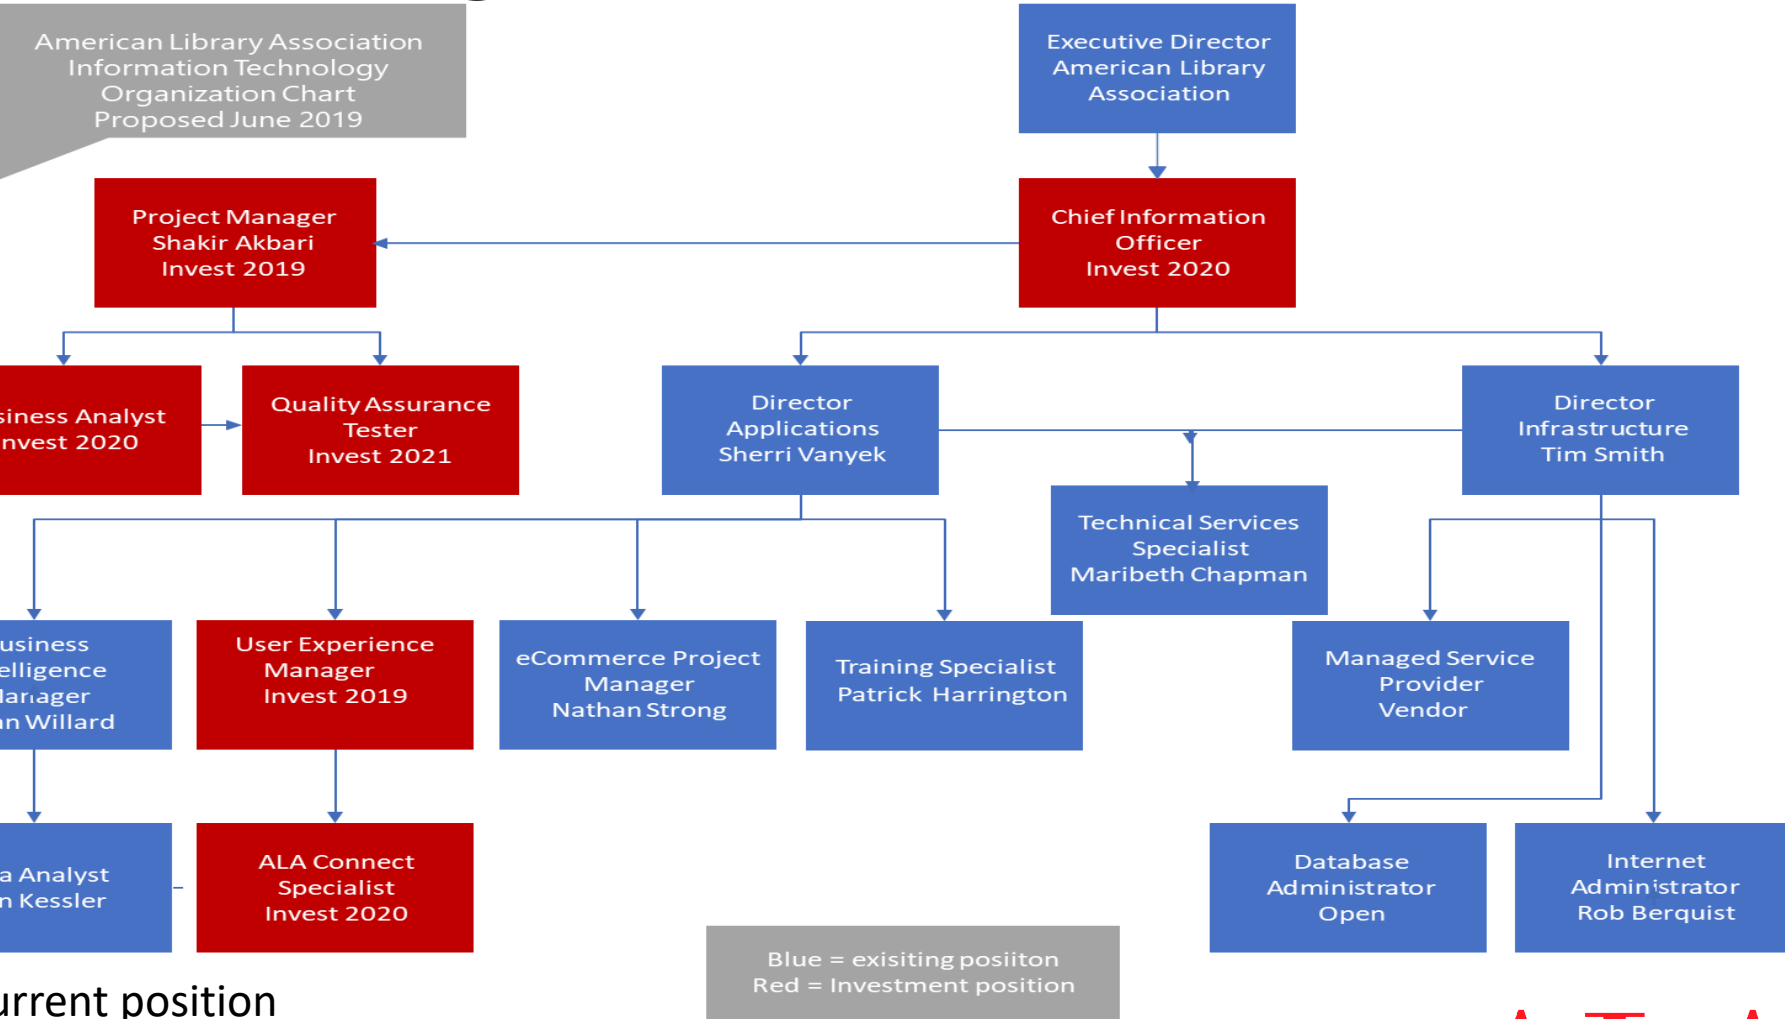 American Library Association
Information Technology
Organization Chart
Proposed June 2019
Executive Director
American Library
Association
Project Manager
Shakir Akbari
Invest 2019
Chief Information
Officer
Invest 2020
siness Analyst
nvest 2020
Quality Assurance
Tester
Invest 2021
Director
Applications
Sherri Vanyek
Director
Infrastructure
Tim Smith
Technical Services
Specialist
Maribeth Chapman
usiness
elligence
Manager
an Willard
User Experience
Manager
Invest 2019
eCommerce Project
Manager
Nathan Strong
Training Specialist
Patrick Harrington
Managed Service
Provider
Vendor
a Analyst
n Kessler
ALA Connect
Specialist
Invest 2020
Database
Administrator
Open
Internet
Administrator
Rob Berquist
Blue = exisiting posiiton
Red = Investment position
urrent position